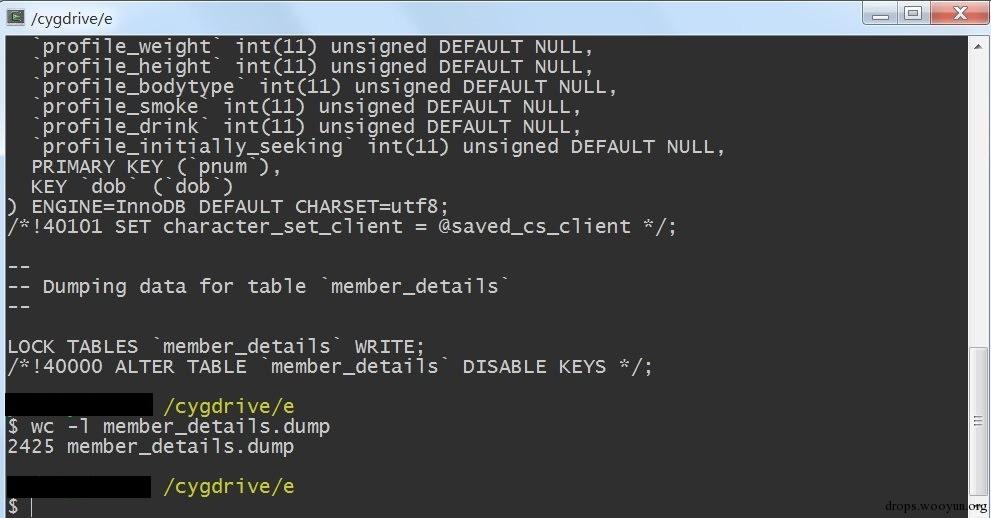 /cygdrive/e
`profile_weight` int(11) unsigned DEFAULT NULL,
`profile_height` int(11) unsigned DEFAULT NULL,
`profile_bodytype` int(11) unsigned DEFAULT NULL,
`profile_smoke` int(11) unsigned DEFAULT NULL,
`profile_drink` int(11) unsigned DEFAULT NULL,
`profile_initially_seeking` int(11) unsigned DEFAULT NULL,
PRIMARY KEY (`pnum`),
KEY `dob` (`dob`)
) ENGINE=InnoDB DEFAULT CHARSET=utf8;
/*!40101 SET character_set_client = @saved_cs_client */;
--
-- Dumping data for table `member_details`
--
LOCK TABLES `member_details` WRITE;
/*!40000 ALTER TABLE `member_details` DISABLE KEYS */;
/cygdrive/e
$ wc -l member_details.dump
2425 member_details.dump
/cygdrive/e
$
drops.wooyun.org